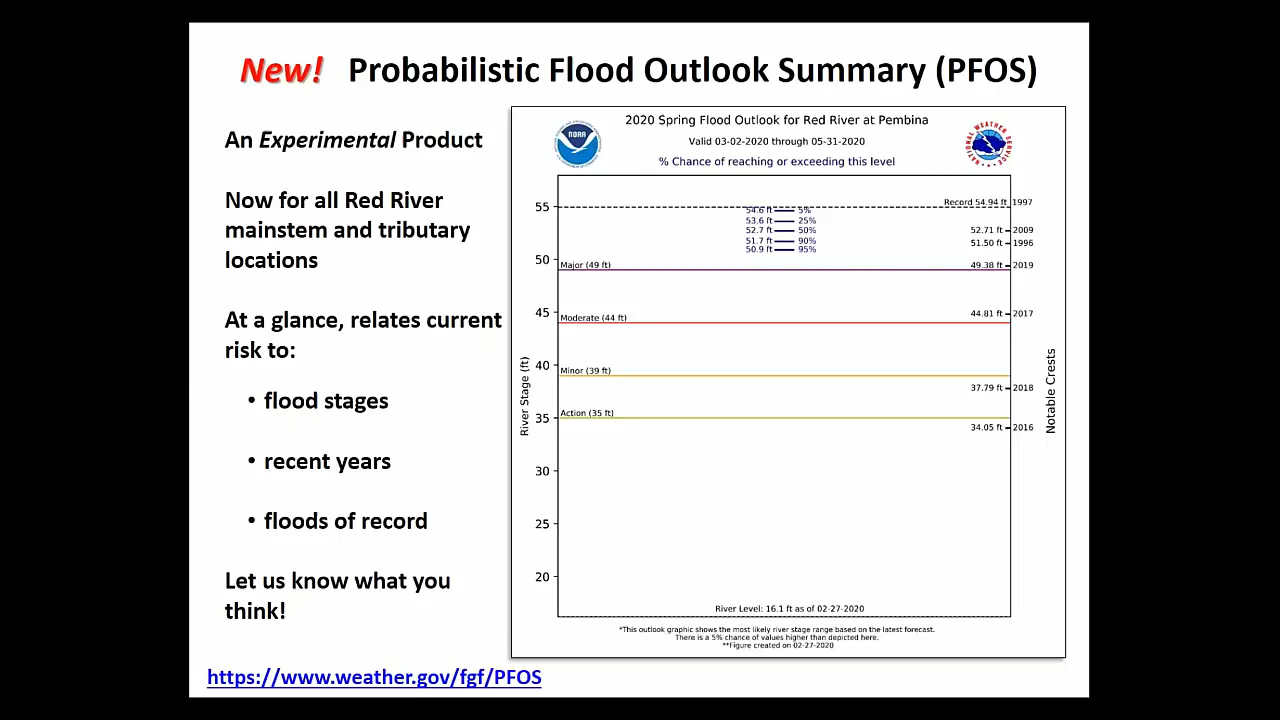 New! Probabilistic Flood Outlook Summary (PFOS)
An Experimental Product
Now for all Red River
mainstem and tributary
locations
At a glance, relates current
risk to:
• flood stages
• recent years
• floods of record
Let us know what you
think!
https://www.weather.gov/fgf/PFOS
2020 Spring Flood Outlook for Red River at Pembina
Valid 03-02-2020 through 05-31-2020
% Chance of reaching or exceeding this level
NOAA
NATIONAL WEATHER SERVICE
River Stage (ft)
55
50
45
40
35
30
25
20
54.6 ft 5%
53.6 ft 25%
52.7 ft 50%
51.7 ft 90%
50.9 ft 95%
Major (49 ft)
Moderate (44 ft)
Minor (39 ft)
Action (35 ft)
Record 54.94 ft 1997
52.71 ft 2009
51.50 ft 1996
49.38 ft 2019
44.81 ft 2017
37.79 ft 2018
34.05 ft 2016
Notable Crests
River Level: 16.1 ft as of 02-27-2020
*This outlook graphic shows the most likely river stage range based on the latest forecast.
There is a 5% chance of values higher than depicted here.
**Figure created on 02-27-2020